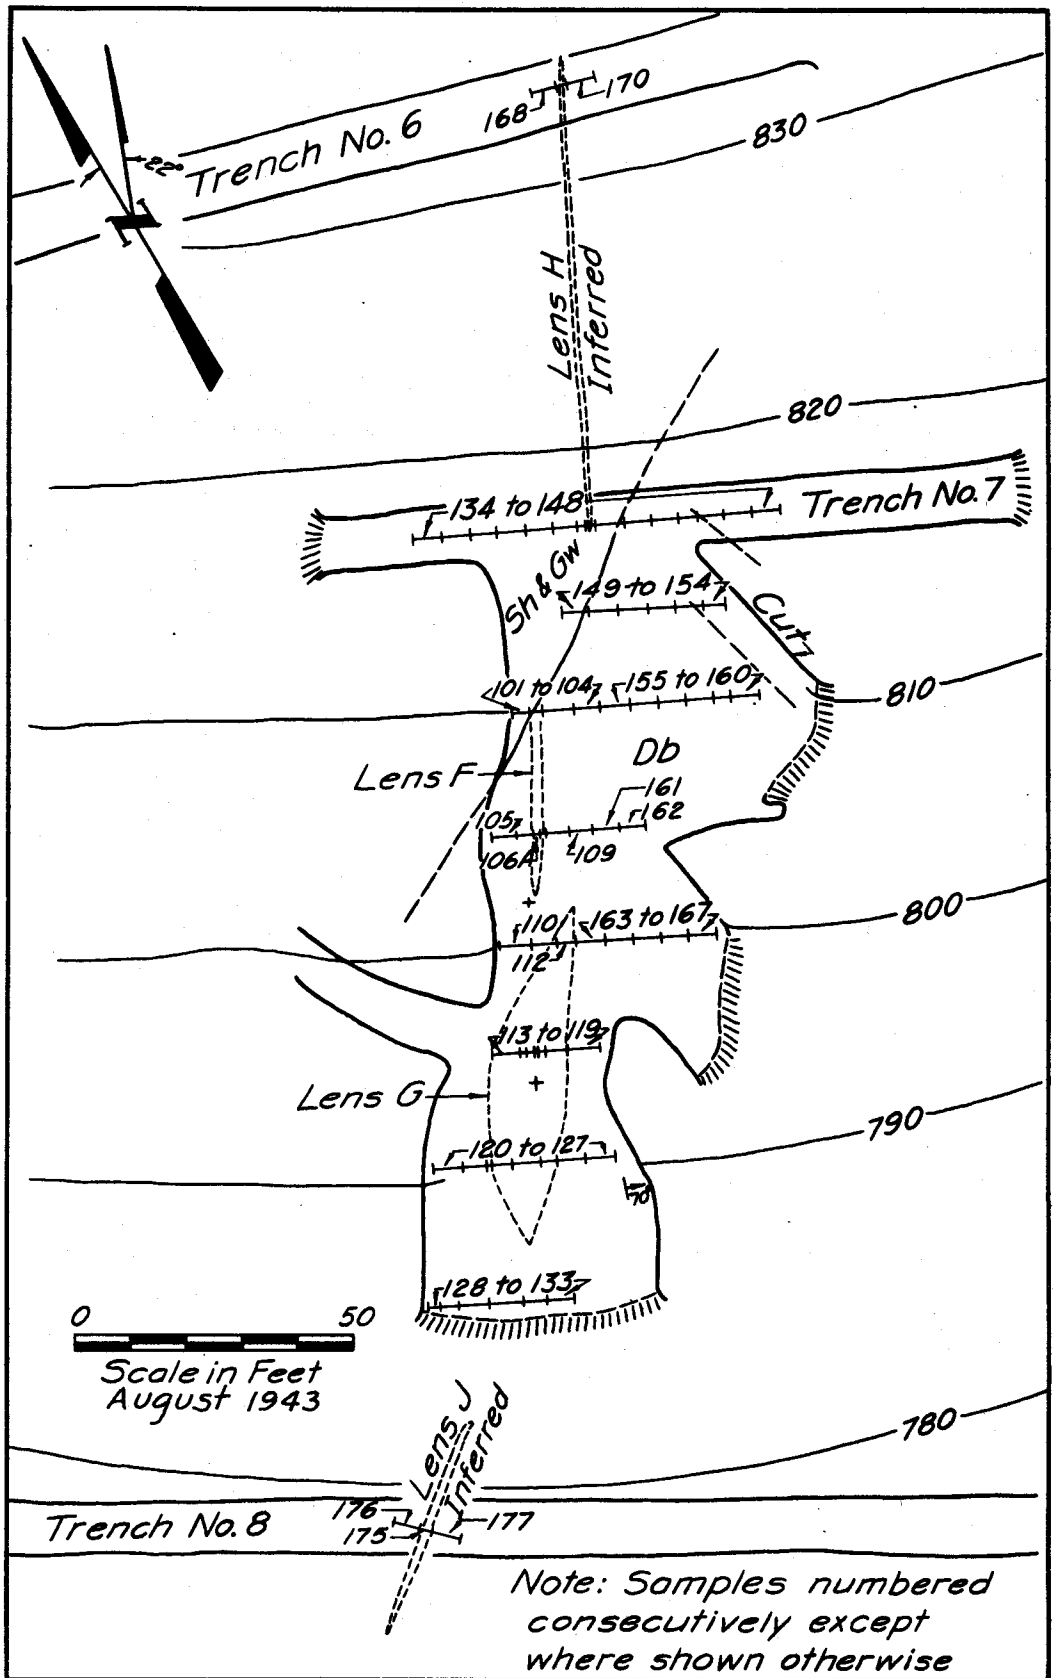 168
170
Trench No. 6
22°
830
Lens H
Inferred
820
134 to 148
Trench No. 7
Sh & Gw
149 to 154
Cut
101 to 104
155 to 160
810
Lens F
Db
161
105
162
106A
109
110
163 to 167
800
112
113 to 119
Lens G
790
120 to 127
70
128 to 133
0 50
Scale in Feet
August 1943
Lens J
Inferred
780
176
Trench No. 8
175
177
Note: Samples numbered
consecutively except
where shown otherwise